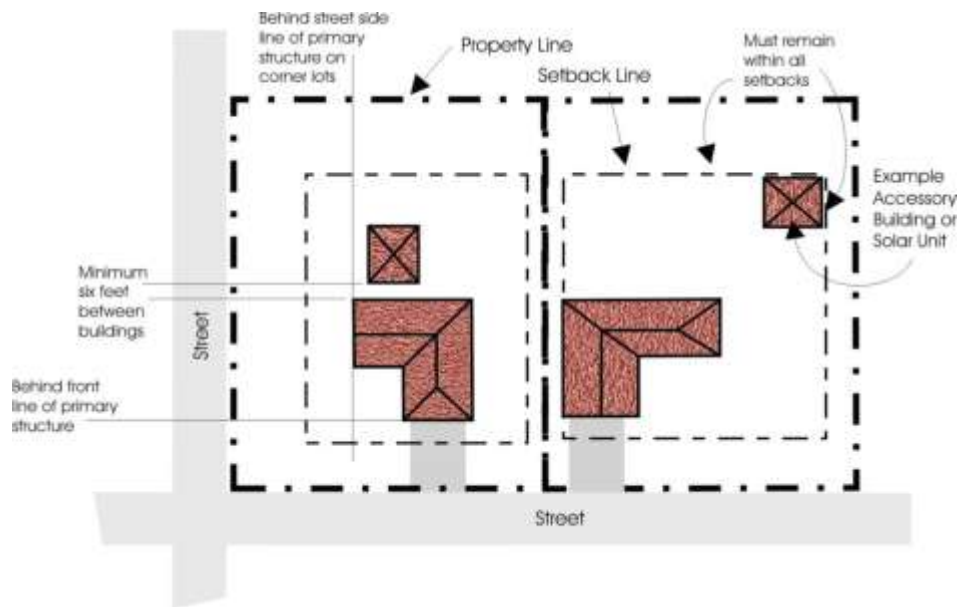 Behind street side
line of primary
structure on
corner lots
Property Line
Setback Line
Must remain
within all
setbacks
Example
Accessory
Building or
Solar Unit
Minimum
six feet
between
buildings
Street
Behind front
line of primary
structure
Street